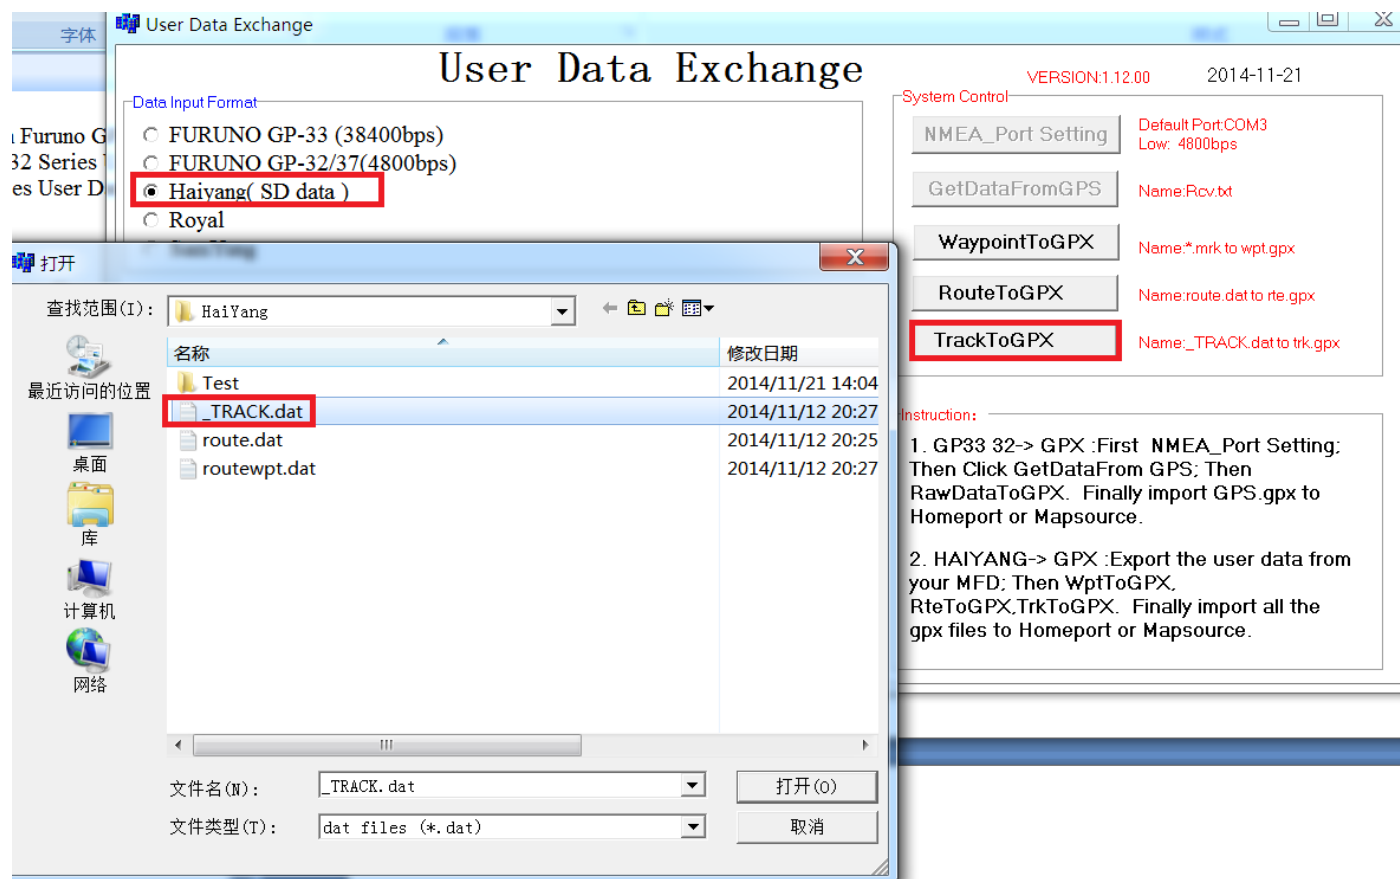 字体
User Data Exchange
User Data Exchange
VERSION:1.12.00
2014-11-21
Data Input Format
FURUNO GP-33 (38400bps)
FURUNO GP-32/37(4800bps)
Haiyang( SD data )
Royal
Furuno G
32 Series
es User D
System Control
NMEA_Port Setting
Default Port:COM3
Low: 4800bps
GetDataFromGPS
Name:Rcv.txt
WaypointToGPX
Name:*.mrk to wpt.gpx
RouteToGPX
Name:route.dat to rte.gpx
TrackToGPX
Name:_TRACK.dat to trk.gpx
Instruction:
1. GP33 32-> GPX :First NMEA_Port Setting;
Then Click GetDataFrom GPS; Then
RawDataToGPX. Finally import GPS.gpx to
Homeport or Mapsource.
2. HAIYANG-> GPX :Export the user data from
your MFD; Then WptToGPX,
RteToGPX,TrkToGPX. Finally import all the
gpx files to Homeport or Mapsource.
打开
查找范围(I):
HaiYang
名称
修改日期
Test
2014/11/21 14:04
_TRACK.dat
2014/11/12 20:27
route.dat
2014/11/12 20:25
routewpt.dat
2014/11/12 20:27
最近访问的位置
桌面
库
计算机
网络
文件名(N):
_TRACK.dat
打开(O)
文件类型(T):
dat files (*.dat)
取消